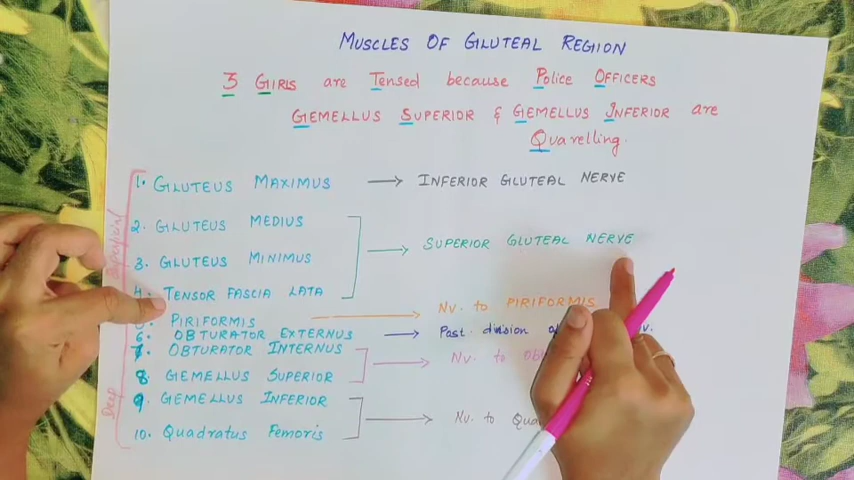 MUSCLES OF GLUTEAL REGION
3 GIRLS are Tensed because Police OFFICERS
GEMELLUS SUPERIOR & GEMELLUS INFERIOR are
Quarelling.
1. GLUTEUS MAXIMUS → INFERIOR GLUTEAL NERVE
2. GLUTEUS MEDIUS
3. GLUTEUS MINIMUS
SUPERIOR GLUTEAL NERVE
4. TENSOR FASCIA LATA
5. PIRIFORMIS → Nv. to PIRIFORMIS
6. OBTURATOR EXTERNUS → Post. division
7. OBTURATOR INTERNUS
Nv. to
8. GEMELLUS SUPERIOR
9. GEMELLUS INFERIOR
Nv. to
10. Quadratus Femoris
Superficial
Deep